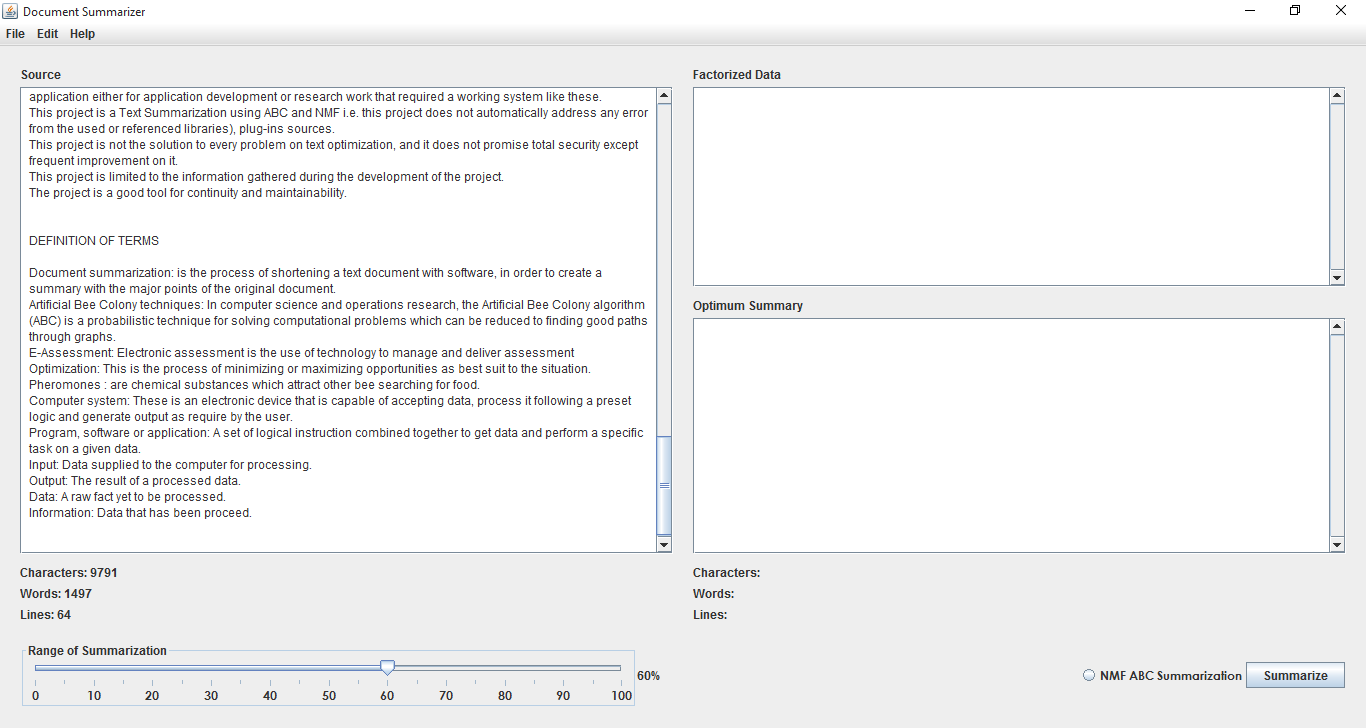 Document Summarizer
File Edit Help
Source
application either for application development or research work that required a working system like these.
This project is a Text Summarization using ABC and NMF i.e. this project does not automatically address any error
from the used or referenced libraries), plug-ins sources.
This project is not the solution to every problem on text optimization, and it does not promise total security except
frequent improvement on it.
This project is limited to the information gathered during the development of the project.
The project is a good tool for continuity and maintainability.
DEFINITION OF TERMS
Document summarization: is the process of shortening a text document with software, in order to create a
summary with the major points of the original document.
Artificial Bee Colony techniques: In computer science and operations research, the Artificial Bee Colony algorithm
(ABC) is a probabilistic technique for solving computational problems which can be reduced to finding good paths
through graphs.
E-Assessment: Electronic assessment is the use of technology to manage and deliver assessment
Optimization: This is the process of minimizing or maximizing opportunities as best suit to the situation.
Pheromones : are chemical substances which attract other bee searching for food.
Computer system: These is an electronic device that is capable of accepting data, process it following a preset
logic and generate output as require by the user.
Program, software or application: A set of logical instruction combined together to get data and perform a specific
task on a given data.
Input: Data supplied to the computer for processing.
Output: The result of a processed data.
Data: A raw fact yet to be processed.
Information: Data that has been proceed.
Characters: 9791
Words: 1497
Lines: 64
Range of Summarization
60%
0 10 20 30 40 50 60 70 80 90 100
Factorized Data
Optimum Summary
Characters:
Words:
Lines:
NMF ABC Summarization
Summarize